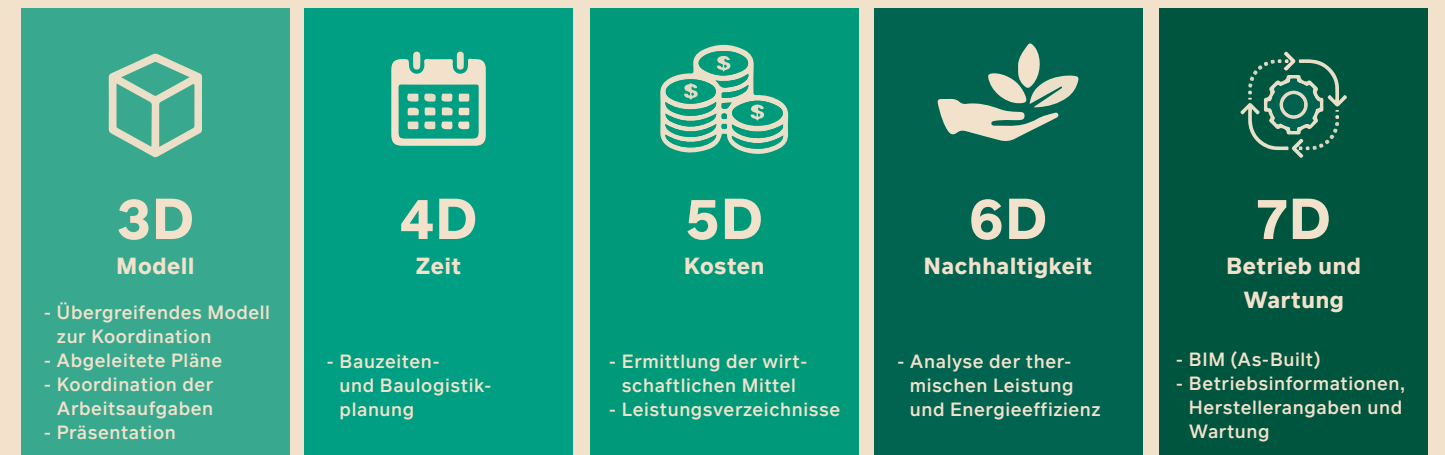 $
$
$
3D
Modell
- Übergreifendes Modell
zur Koordination
- Abgeleitete Pläne
- Koordination der
Arbeitsaufgaben
- Präsentation
4D
Zeit
- Bauzeiten-
und Baulogistik-
planung
5D
Kosten
- Ermittlung der wirt-
schaftlichen Mittel
- Leistungsverzeichnisse
6D
Nachhaltigkeit
- Analyse der ther-
mischen Leistung
und Energieeffizienz
7D
Betrieb und
Wartung
- BIM (As-Built)
- Betriebsinformationen,
Herstellerangaben und
Wartung